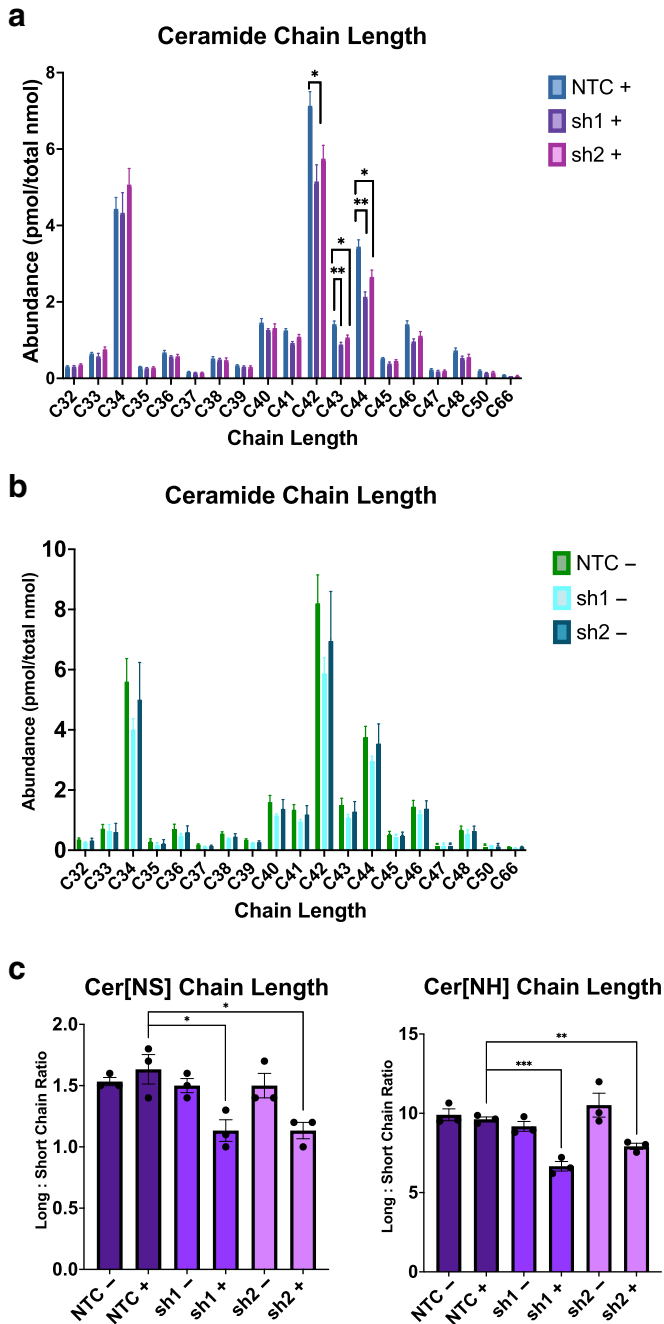 a
Ceramide Chain Length
Abundance (pmol/total nmol)
8
6
4
2
0
* ** * ** *
NTC +
sh1 +
sh2 +
C32 C33 C34 C35 C36 C37 C38 C39 C40 C41 C42 C43 C44 C45 C46 C47 C48 C50 C66
Chain Length
b
Ceramide Chain Length
Abundance (pmol/total nmol)
10
8
6
4
2
0
NTC –
sh1 –
sh2 –
C32 C33 C34 C35 C36 C37 C38 C39 C40 C41 C42 C43 C44 C45 C46 C47 C48 C50 C66
Chain Length
c
Cer[NS] Chain Length
Long : Short Chain Ratio
2.0
1.5
1.0
0.5
0.0
*
*
NTC – NTC + sh1 – sh1 + sh2 – sh2 +
Cer[NH] Chain Length
Long : Short Chain Ratio
15
10
5
0
**
***
NTC – NTC + sh1 – sh1 + sh2 – sh2 +